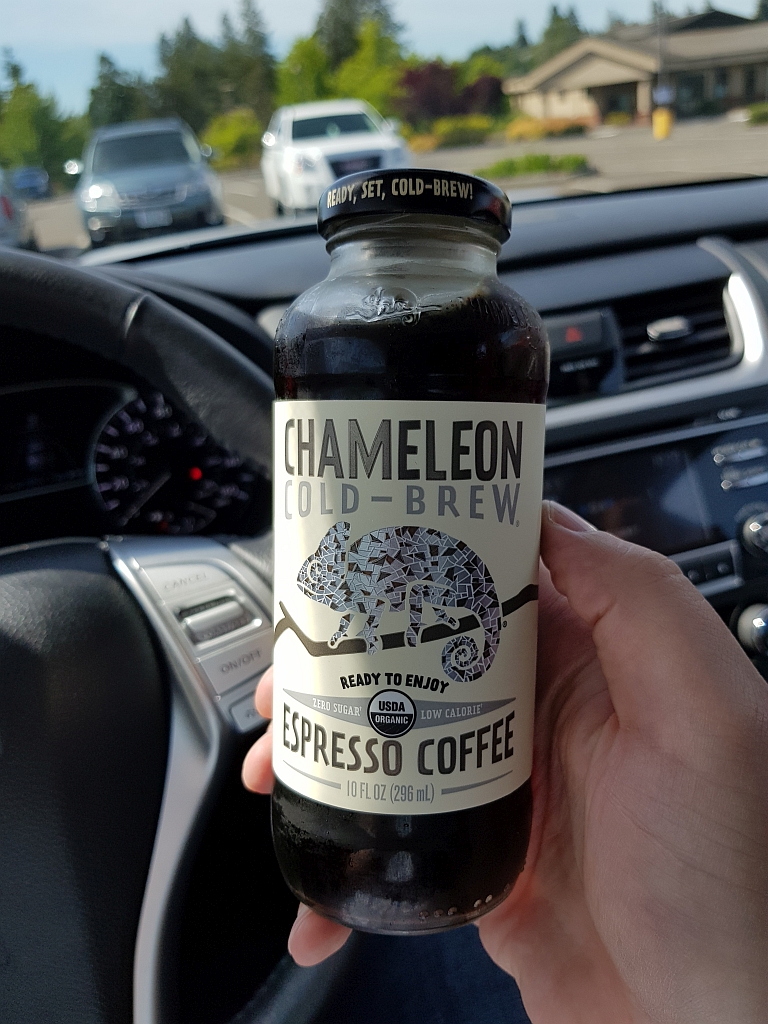 READY, SET, COLD-BREW!
CHAMELEON
COLD-BREW®
READY TO ENJOY
ZERO SUGAR USDA ORGANIC LOW CALORIE
ESPRESSO COFFEE
10 FL OZ (296 mL)
CANCEL
ON/OFF